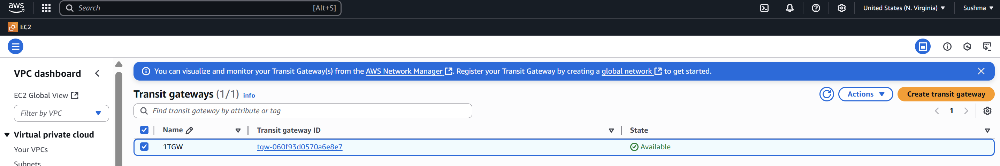 aws Search [Alt+S] United States (N. Virginia) Sushma
EC2
VPC dashboard
EC2 Global View
Filter by VPC
Virtual private cloud
Your VPCs
Subnets
You can visualize and monitor your Transit Gateway(s) from the AWS Network Manager. Register your Transit Gateway by creating a global network to get started.
Transit gateways (1/1) info Actions Create transit gateway
Find transit gateway by attribute or tag 1
Name Transit gateway ID State
1TGW tgw-060f93d0570a6e8e7 Available